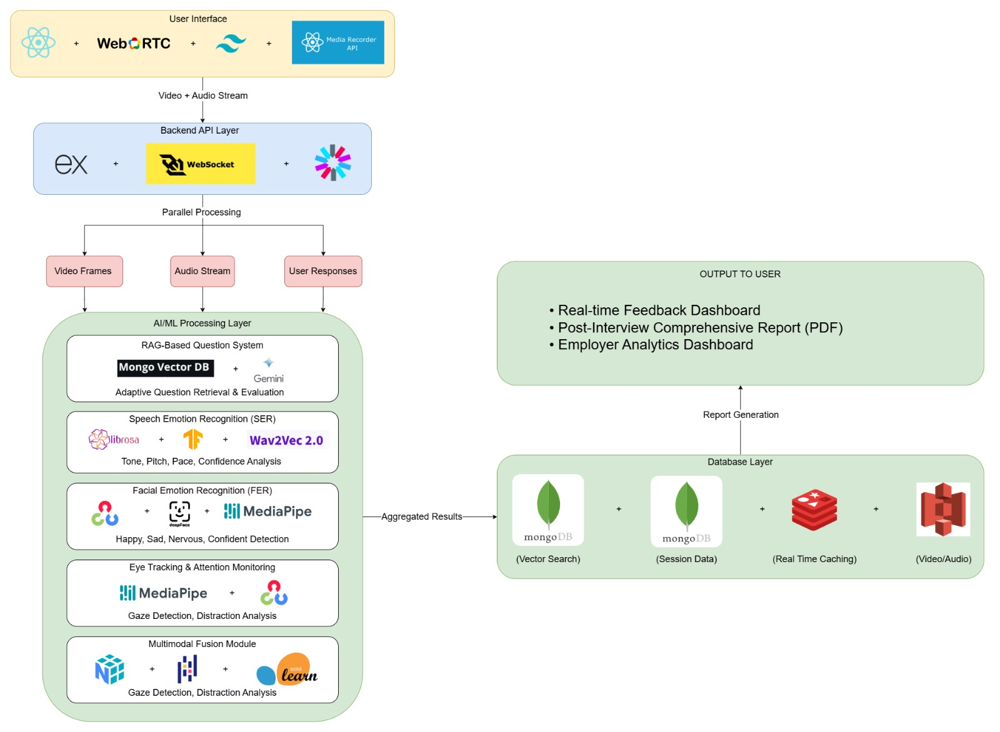 User Interface
+
WebRTC
+
+
Media Recorder
API
Video + Audio Stream
Backend API Layer
ex
+
WebSocket
+
Parallel Processing
Video Frames
Audio Stream
User Responses
AI/ML Processing Layer
RAG-Based Question System
Mongo Vector DB
+
Gemini
Adaptive Question Retrieval & Evaluation
Speech Emotion Recognition (SER)
librosa
+
+
Wav2Vec 2.0
Tone, Pitch, Pace, Confidence Analysis
Facial Emotion Recognition (FER)
+
deepFace
+
MediaPipe
Happy, Sad, Nervous, Confident Detection
Eye Tracking & Attention Monitoring
MediaPipe
+
Gaze Detection, Distraction Analysis
Multimodal Fusion Module
+
+
scikit
learn
Gaze Detection, Distraction Analysis
Aggregated Results
OUTPUT TO USER
• Real-time Feedback Dashboard
• Post-Interview Comprehensive Report (PDF)
• Employer Analytics Dashboard
Report Generation
Database Layer
mongoDB
+
mongoDB
+
+
(Vector Search)
(Session Data)
(Real Time Caching)
(Video/Audio)